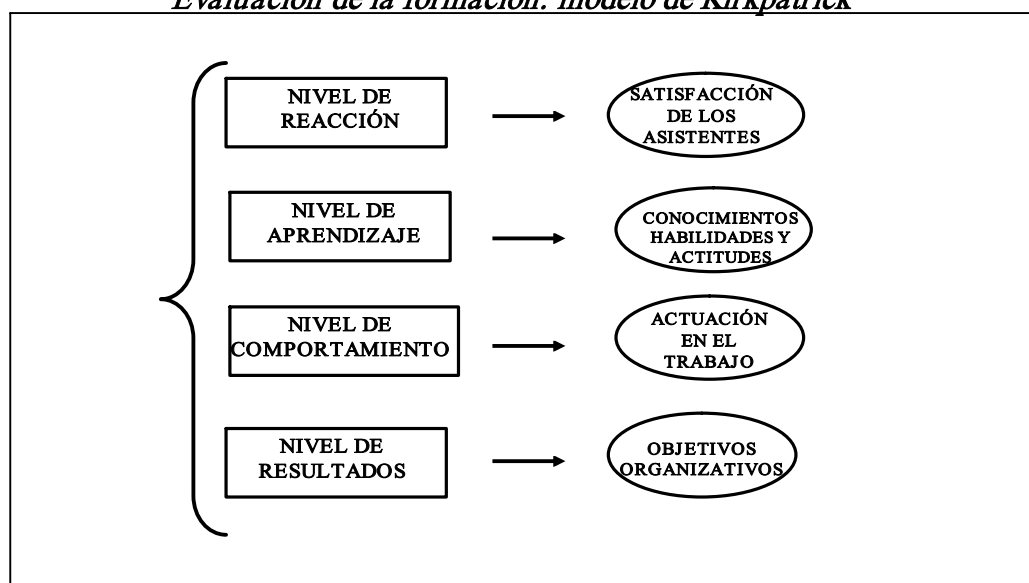 Evaluación de la formación: modelo de Kirkpatrick
NIVEL DE
REACCIÓN
SATISFACCIÓN
DE LOS
ASISTENTES
NIVEL DE
APRENDIZAJE
CONOCIMIENTOS
HABILIDADES Y
ACTITUDES
NIVEL DE
COMPORTAMIENTO
ACTUACIÓN
EN EL
TRABAJO
NIVEL DE
RESULTADOS
OBJETIVOS
ORGANIZATIVOS